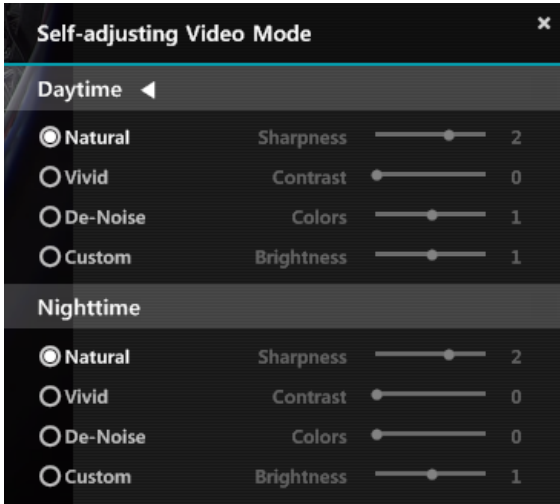 Self-adjusting Video Mode ×
Daytime ◀
Natural Sharpness 2
Vivid Contrast 0
De-Noise Colors 1
Custom Brightness 1
Nighttime
Natural Sharpness 2
Vivid Contrast 0
De-Noise Colors 0
Custom Brightness 1